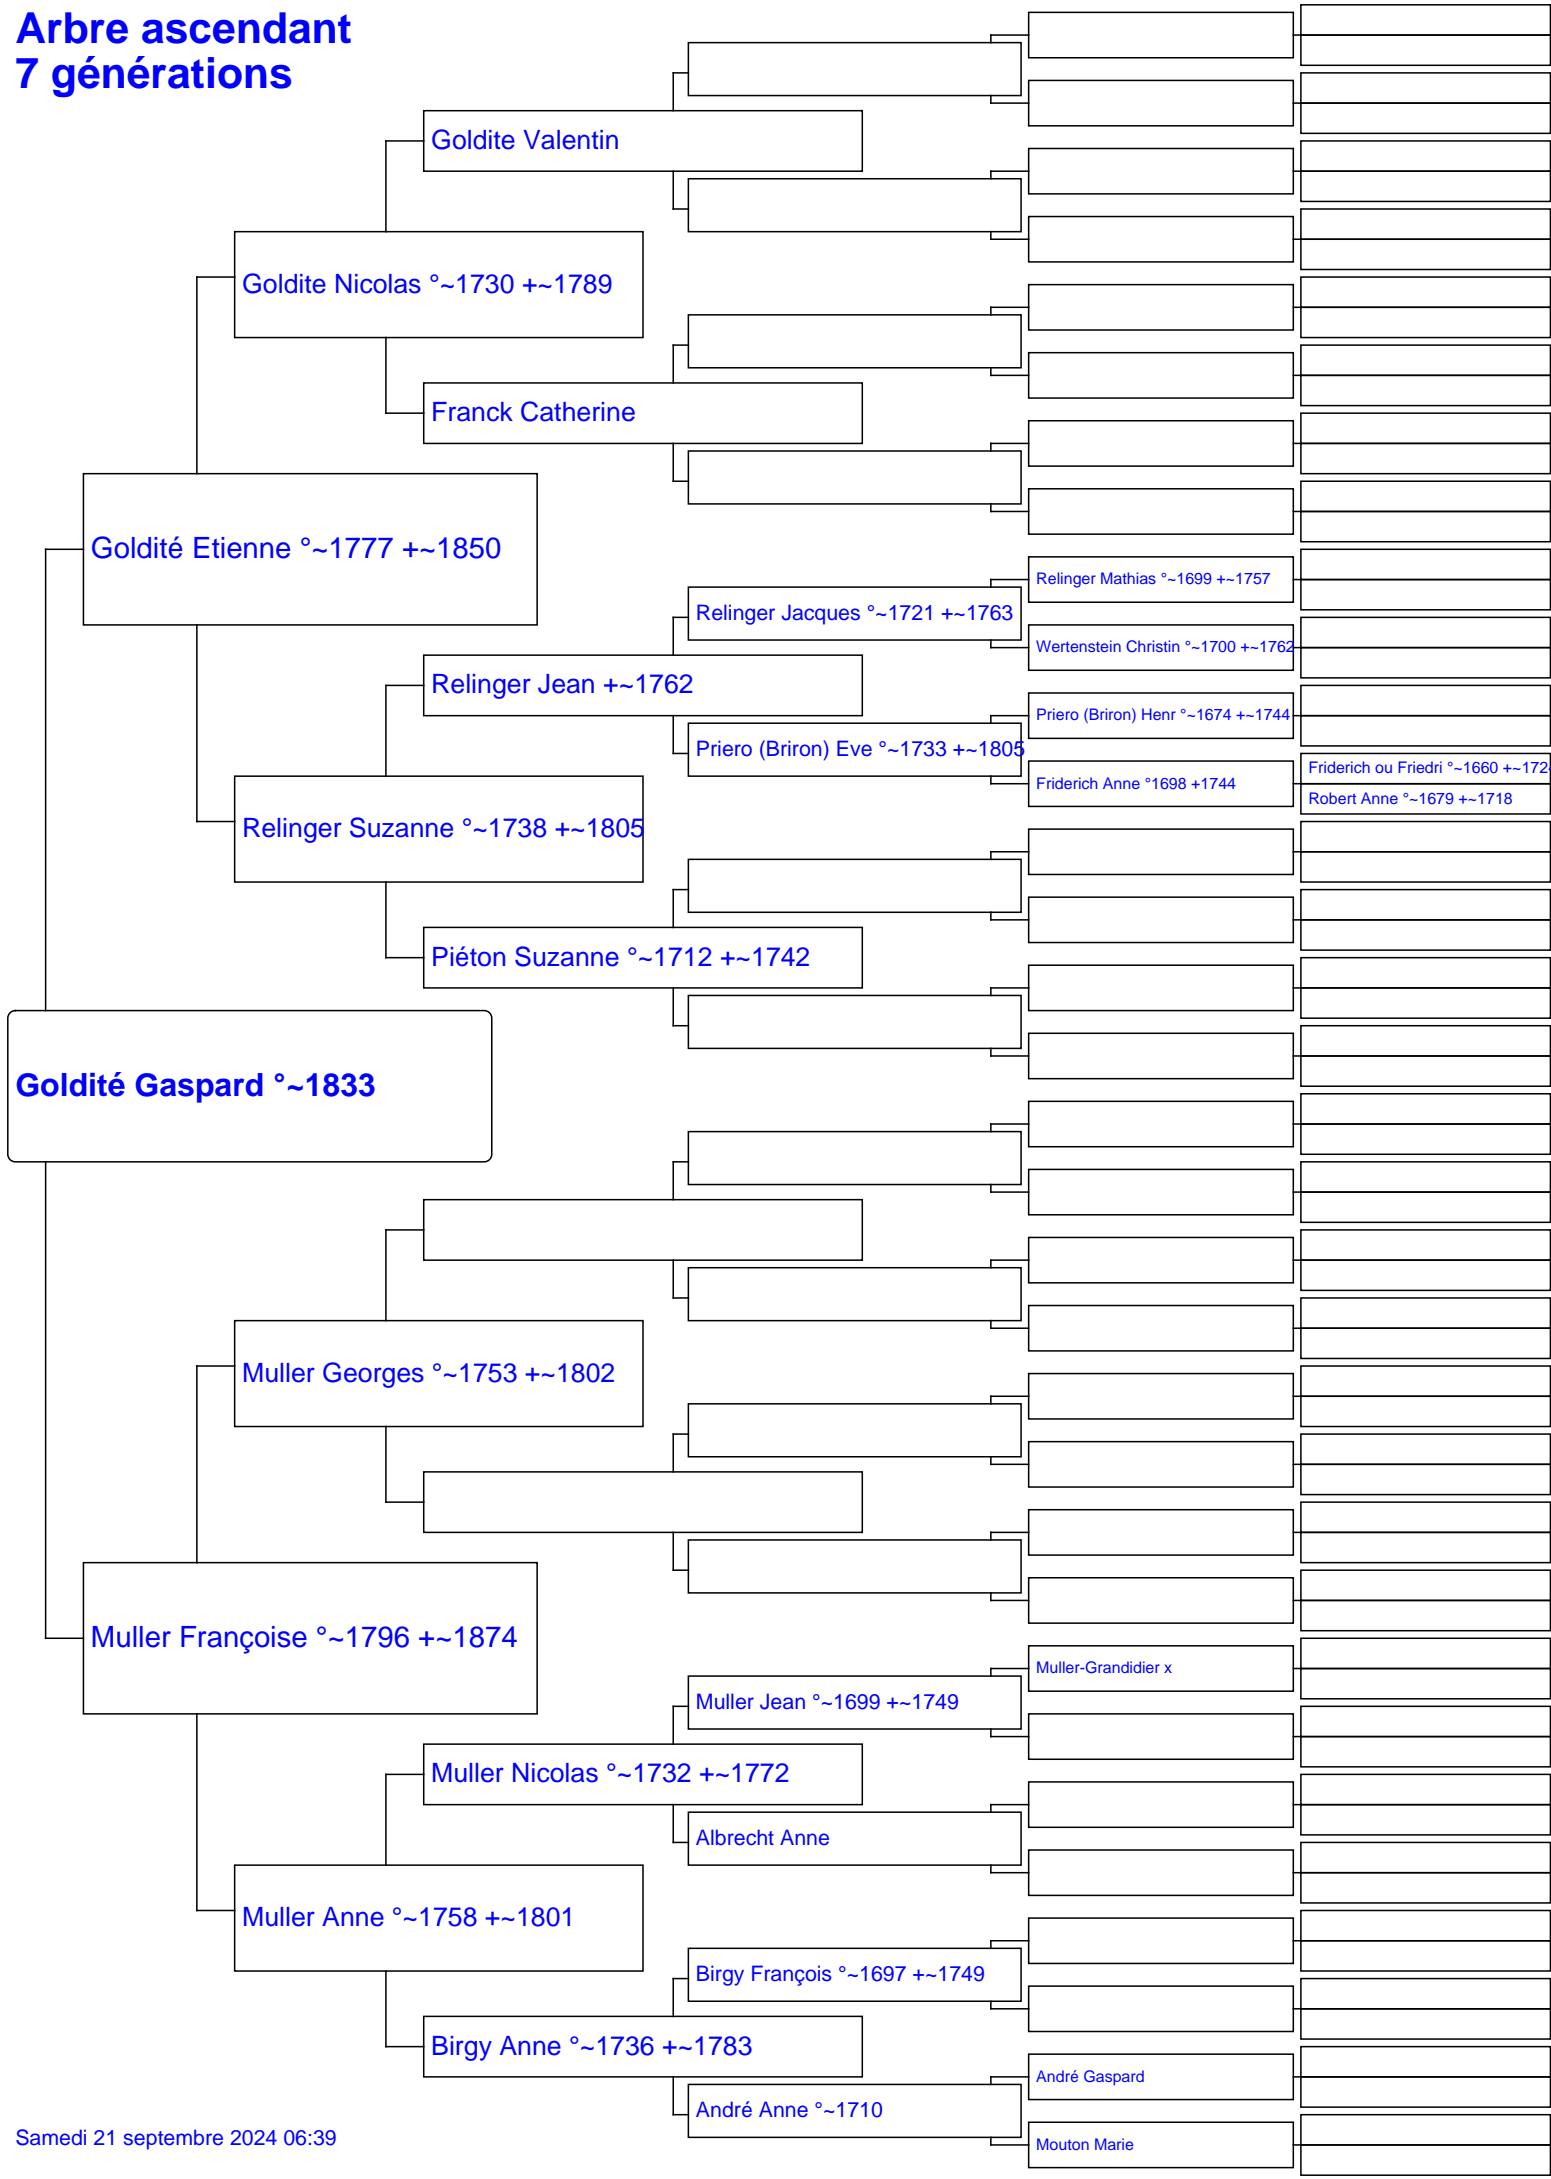 Arbre ascendant
7 générations
Goldite Valentin
Goldite Nicolas °~1730 +~1789
Franck Catherine
Goldité Etienne °~1777 +~1850
Relinger Mathias °~1699 +~1757
Relinger Jacques °~1721 +~1763
Wertenstein Christin °~1700 +~1762
Relinger Jean +~1762
Priero (Briron) Henr °~1674 +~1744
Priero (Briron) Eve °~1733 +~1805
Friderich ou Friedri °~1660 +~172
Friderich Anne °1698 +1744
Robert Anne °~1679 +~1718
Relinger Suzanne °~1738 +~1805
Piéton Suzanne °~1712 +~1742
Goldité Gaspard °~1833
Muller Georges °~1753 +~1802
Muller Françoise °~1796 +~1874
Muller-Grandidier x
Muller Jean °~1699 +~1749
Muller Nicolas °~1732 +~1772
Albrecht Anne
Muller Anne °~1758 +~1801
Birgy François °~1697 +~1749
Birgy Anne °~1736 +~1783
André Gaspard
André Anne °~1710
Mouton Marie
Samedi 21 septembre 2024 06:39